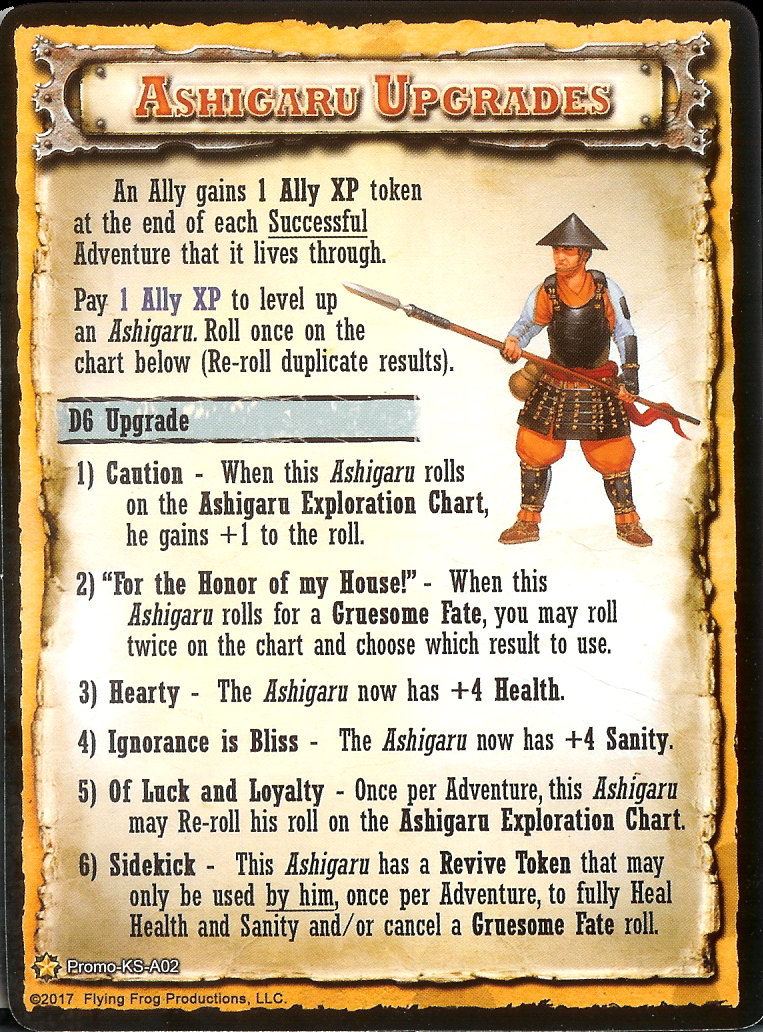 Ashigaru Upgrades
An Ally gains 1 Ally XP token
at the end of each Successful
Adventure that it lives through.
Pay 1 Ally XP to level up
an Ashigaru. Roll once on the
chart below (Re-roll duplicate results).
D6 Upgrade
1) Caution - When this Ashigaru rolls
on the Ashigaru Exploration Chart,
he gains +1 to the roll.
2) “For the Honor of my House!” - When this
Ashigaru rolls for a Gruesome Fate, you may roll
twice on the chart and choose which result to use.
3) Hearty - The Ashigaru now has +4 Health.
4) Ignorance is Bliss - The Ashigaru now has +4 Sanity.
5) Of Luck and Loyalty - Once per Adventure, this Ashigaru
may Re-roll his roll on the Ashigaru Exploration Chart.
6) Sidekick - This Ashigaru has a Revive Token that may
only be used by him, once per Adventure, to fully Heal
Health and Sanity and/or cancel a Gruesome Fate roll.
Promo-KS-A02
©2017 Flying Frog Productions, LLC.